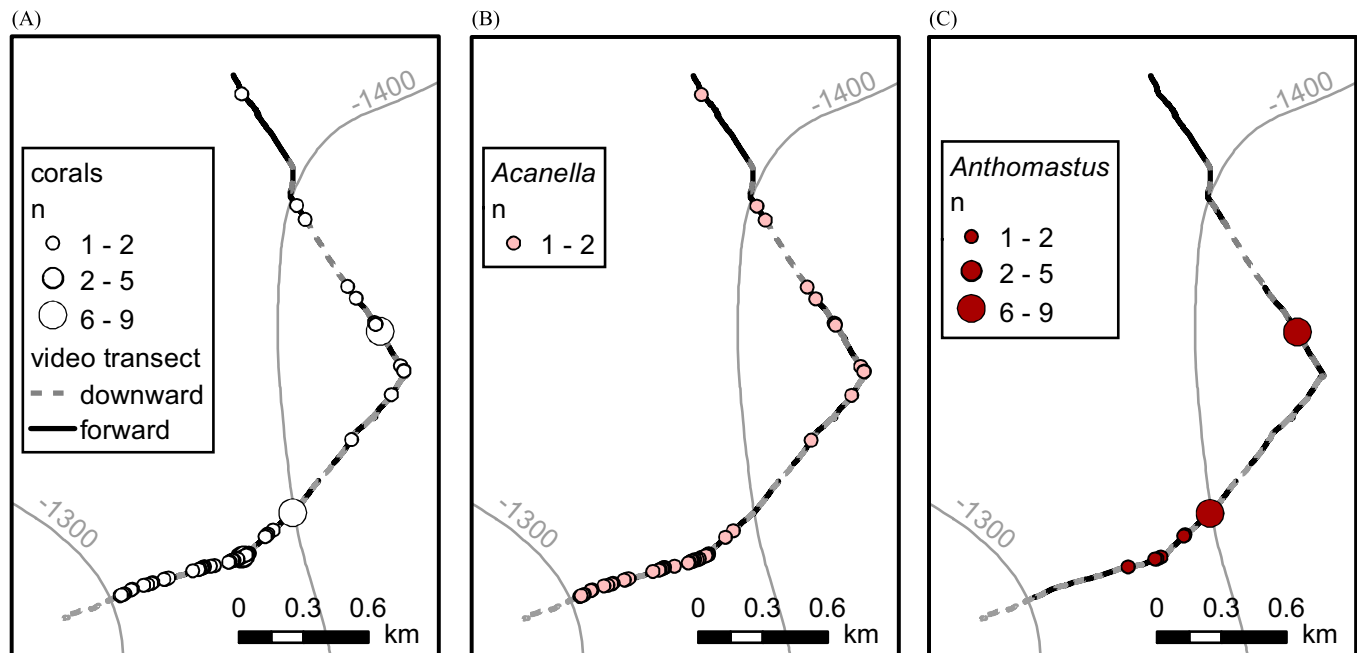 (A)
-1400
corals
n
1 - 2
2 - 5
6 - 9
video transect
downward
forward
-1300
0 0.3 0.6
km
(B)
-1400
Acanella
n
1 - 2
-1300
0 0.3 0.6
km
(C)
-1400
Anthomastus
n
1 - 2
2 - 5
6 - 9
-1300
0 0.3 0.6
km